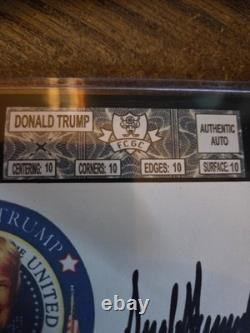 DONALD TRUMP
FCGC
AUTHENTIC
AUTO
CENTERING: 10
CORNERS: 10
EDGES: 10
SURFACE: 10
TRUMP
THE UNITED